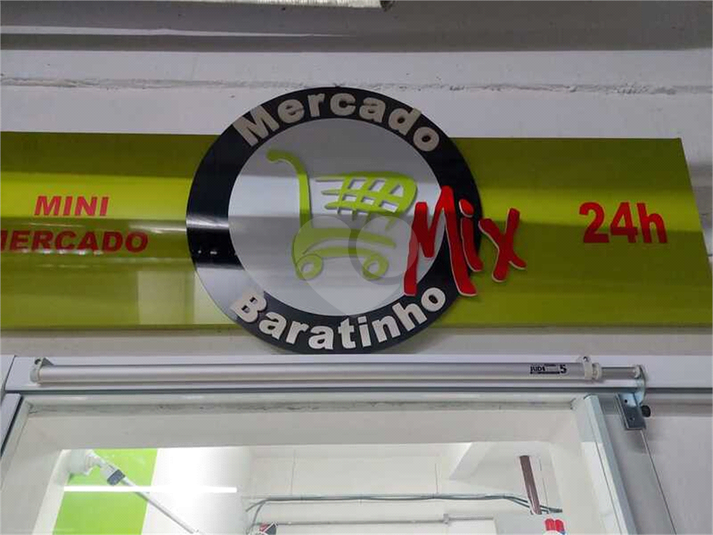 Mercado
MINI
MERCADO
Mix
24h
Baratinho